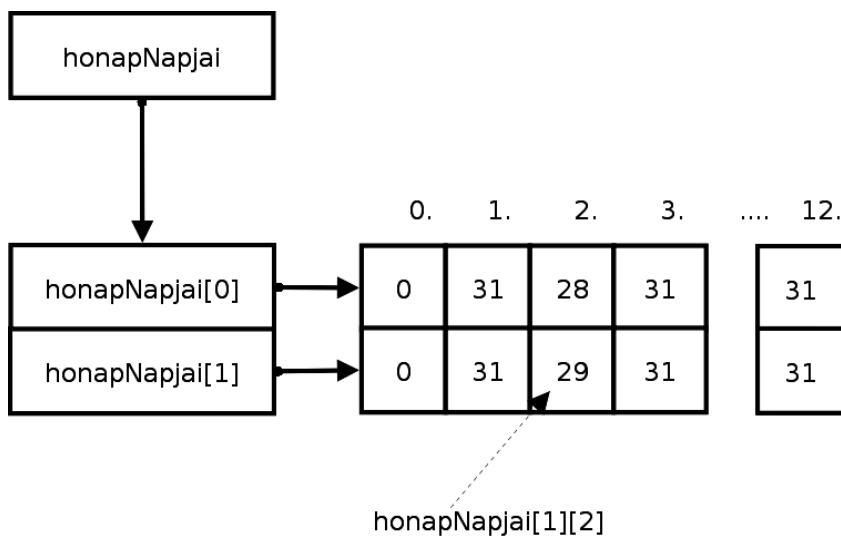 honapNapjai
0. 1. 2. 3. .... 12.
honapNapjai[0] 0 31 28 31 31
honapNapjai[1] 0 31 29 31 31
honapNapjai[1][2]